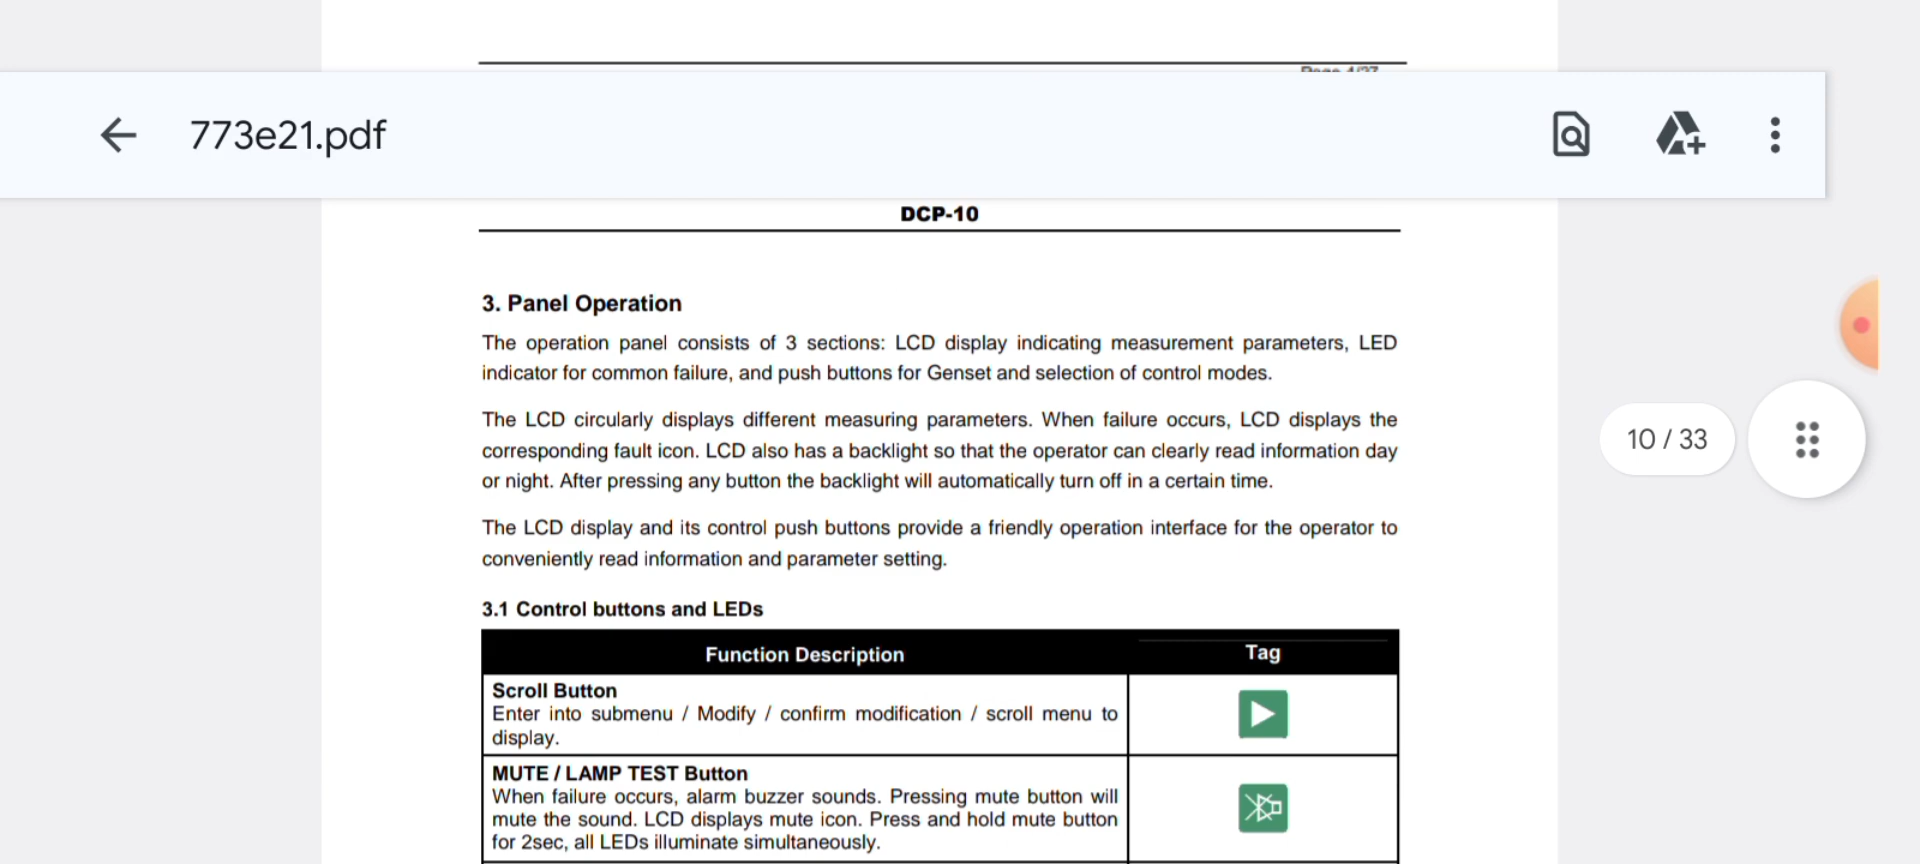 773e21.pdf
DCP-10
3. Panel Operation
The operation panel consists of 3 sections: LCD display indicating measurement parameters, LED
indicator for common failure, and push buttons for Genset and selection of control modes.
The LCD circularly displays different measuring parameters. When failure occurs, LCD displays the
corresponding fault icon. LCD also has a backlight so that the operator can clearly read information day
or night. After pressing any button the backlight will automatically turn off in a certain time.
10 / 33
The LCD display and its control push buttons provide a friendly operation interface for the operator to
conveniently read information and parameter setting.
3.1 Control buttons and LEDs
Function Description
Tag
Scroll Button
Enter into submenu / Modify / confirm modification / scroll menu to
display.
MUTE / LAMP TEST Button
When failure occurs, alarm buzzer sounds. Pressing mute button will
mute the sound. LCD displays mute icon. Press and hold mute button
for 2sec, all LEDs illuminate simultaneously.